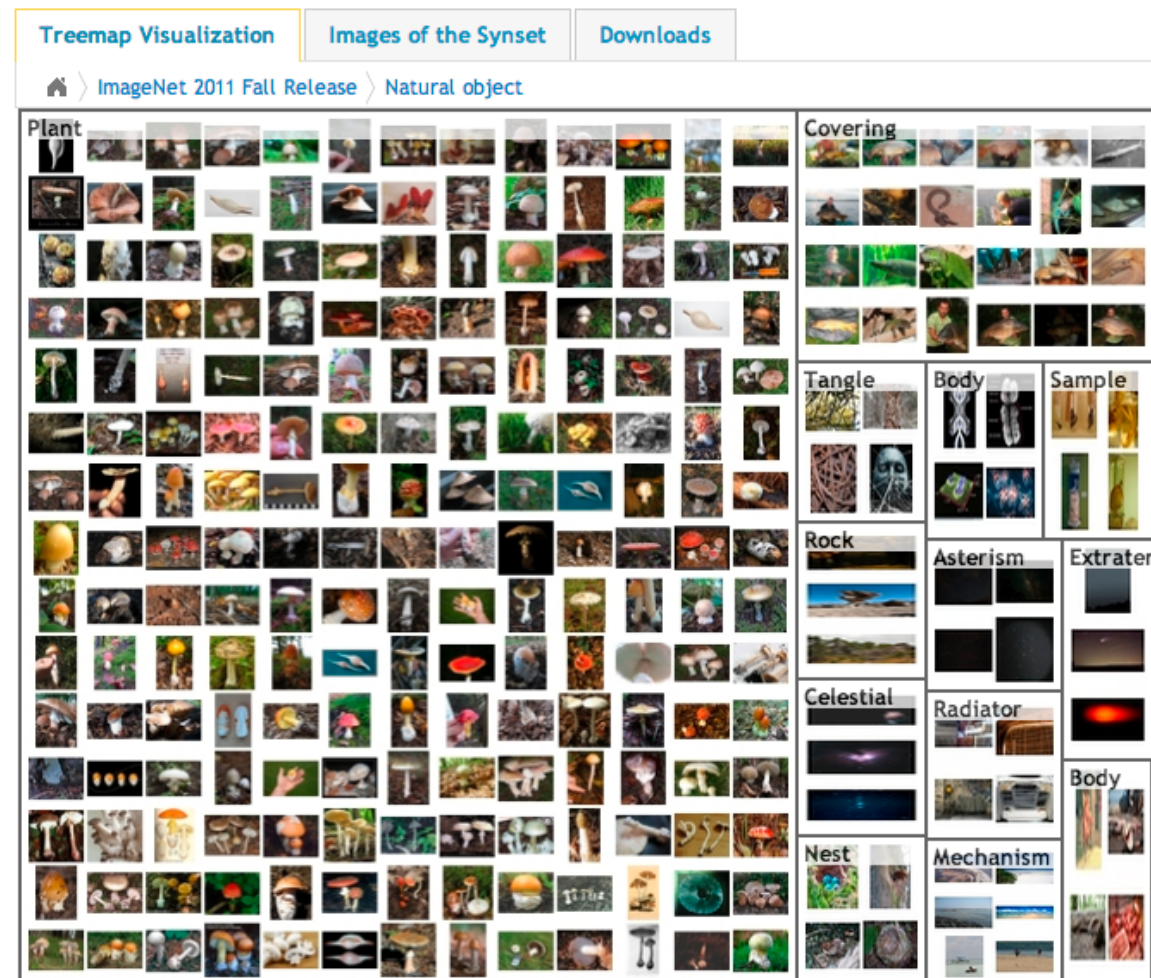 Treemap Visualization
Images of the Synset
Downloads
ImageNet 2011 Fall Release
Natural object
Plant
Covering
Tangle
Body
Sample
Rock
Asterism
Extrater
Celestial
Radiator
Body
Nest
Mechanism